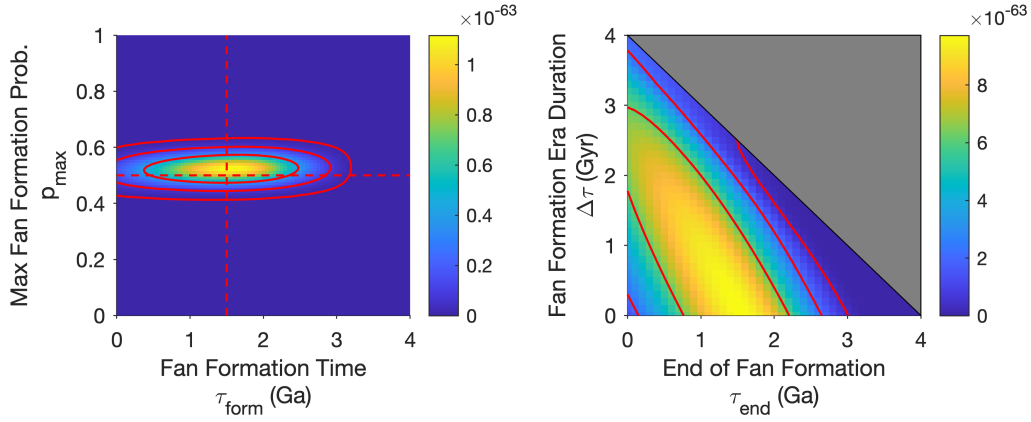 ×10^-63
1
0.8
0.6
0.4
0.2
0
Max Fan Formation Prob.
p_max
1
0.8
0.6
0.4
0.2
0
0 1 2 3 4
Fan Formation Time
τ_form (Ga)
×10^-63
8
6
4
2
0
Fan Formation Era Duration
Δτ (Gyr)
4
3
2
1
0
0 1 2 3 4
End of Fan Formation
τ_end (Ga)